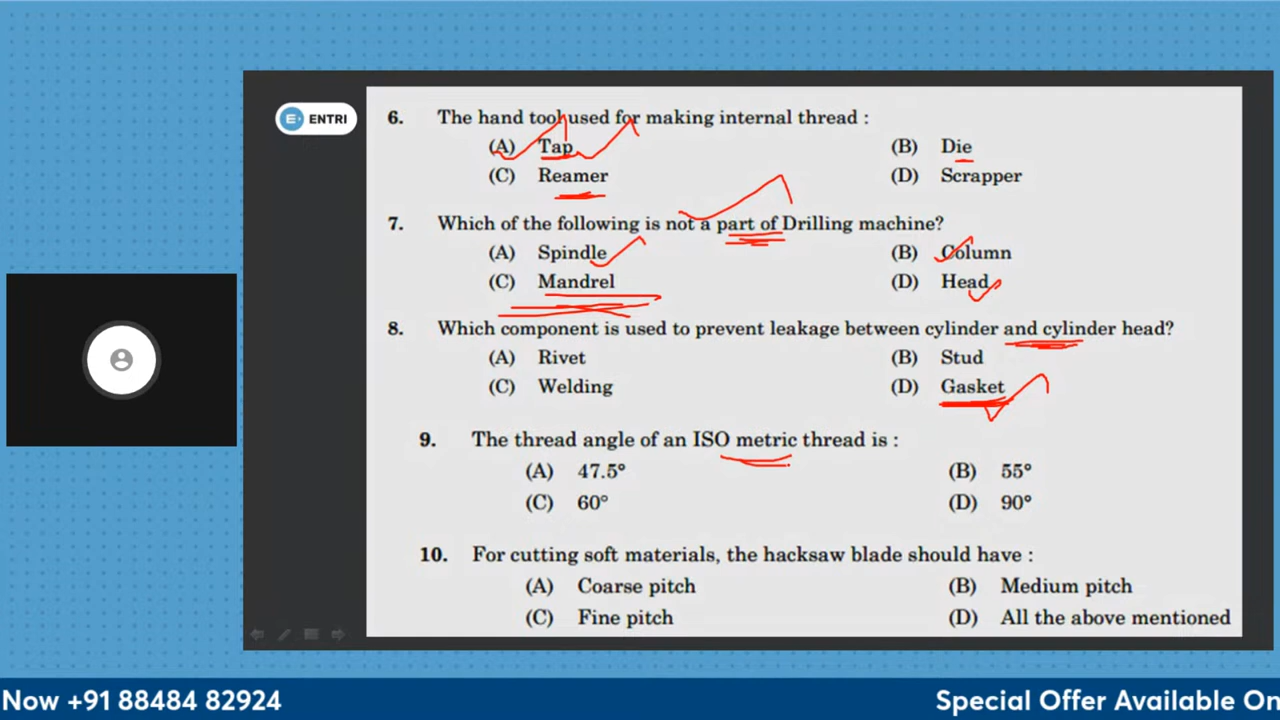 E ENTRI
6. The hand tool used for making internal thread :
(A) Tap (B) Die
(C) Reamer (D) Scrapper
7. Which of the following is not a part of Drilling machine?
(A) Spindle (B) Column
(C) Mandrel (D) Head
8. Which component is used to prevent leakage between cylinder and cylinder head?
(A) Rivet (B) Stud
(C) Welding (D) Gasket
9. The thread angle of an ISO metric thread is :
(A) 47.5° (B) 55°
(C) 60° (D) 90°
10. For cutting soft materials, the hacksaw blade should have :
(A) Coarse pitch (B) Medium pitch
(C) Fine pitch (D) All the above mentioned
Now +91 88484 82924 Special Offer Available On